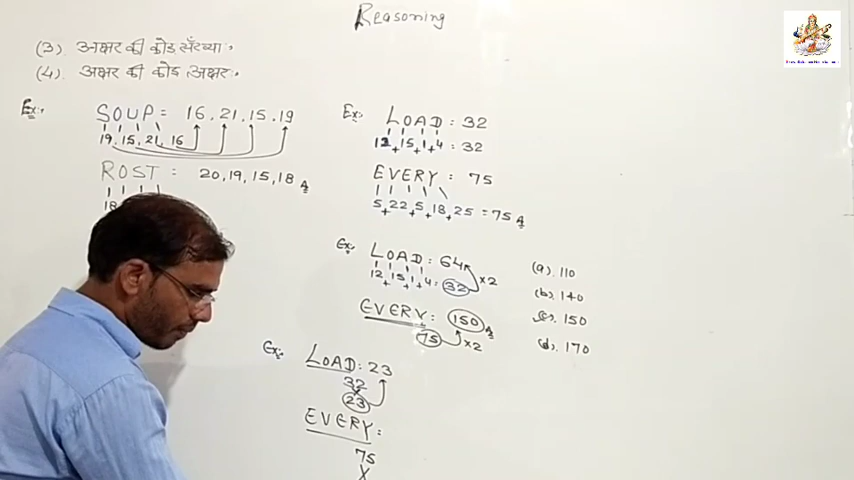 Reasoning
(3). अक्षर की कोड सँख्या
(4). अक्षर की कोड अक्षर
Ex:
SOUP = 16, 21, 15, 19
19, 15, 21, 16
ROST = 20, 19, 15, 18 A
18
Ex: LOAD : 32
12 + 15 + 1 + 4 : 32
EVERY : 75
5 + 22 + 5 + 18 + 25 = 75 A
Ex: LOAD : 64
12 + 15 + 1 + 4 = 32 ×2
EVERY : 150 A
75 ×2
(a). 110
(b). 140
(c). 150
(d). 170
Ex: LOAD : 23
32
23
EVERY :
75